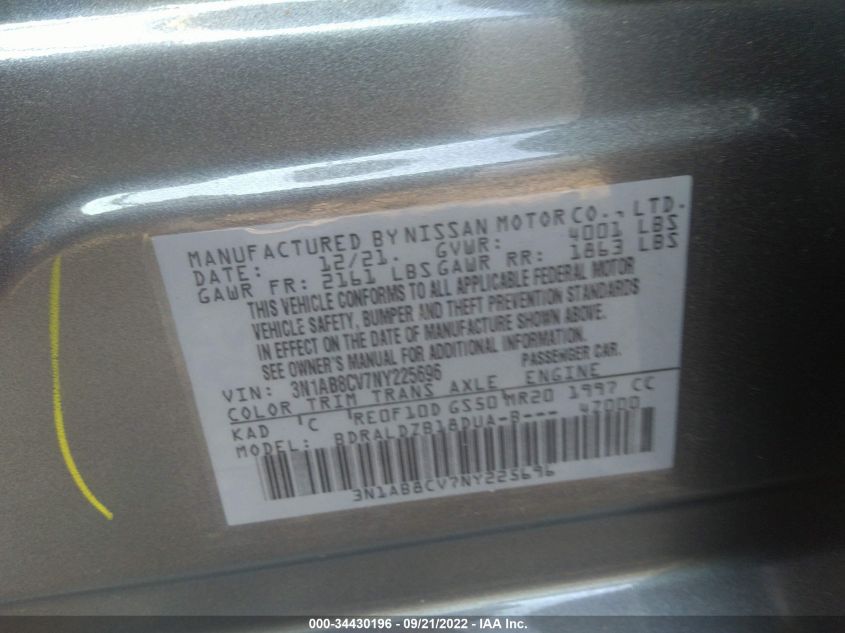 MANUFACTURED BY NISSAN MOTOR CO., LTD.
DATE: 12/21. GVWR: 4001 LBS
GAWR FR: 2161 LBS GAWR RR: 1863 LBS
THIS VEHICLE CONFORMS TO ALL APPLICABLE FEDERAL MOTOR
VEHICLE SAFETY, BUMPER AND THEFT PREVENTION STANDARDS
IN EFFECT ON THE DATE OF MANUFACTURE SHOWN ABOVE.
SEE OWNER'S MANUAL FOR ADDITIONAL INFORMATION.
VIN: 3N1AB8CV7NY225696 PASSENGER CAR.
COLOR TRIM TRANS AXLE ENGINE
KAD C RE0F10D GS50 MR20 1997 CC
MODEL: BDRALDZB18DUA-B--- 4Z000
3N1AB8CV7NY225696
000-34430196 - 09/21/2022 - IAA Inc.